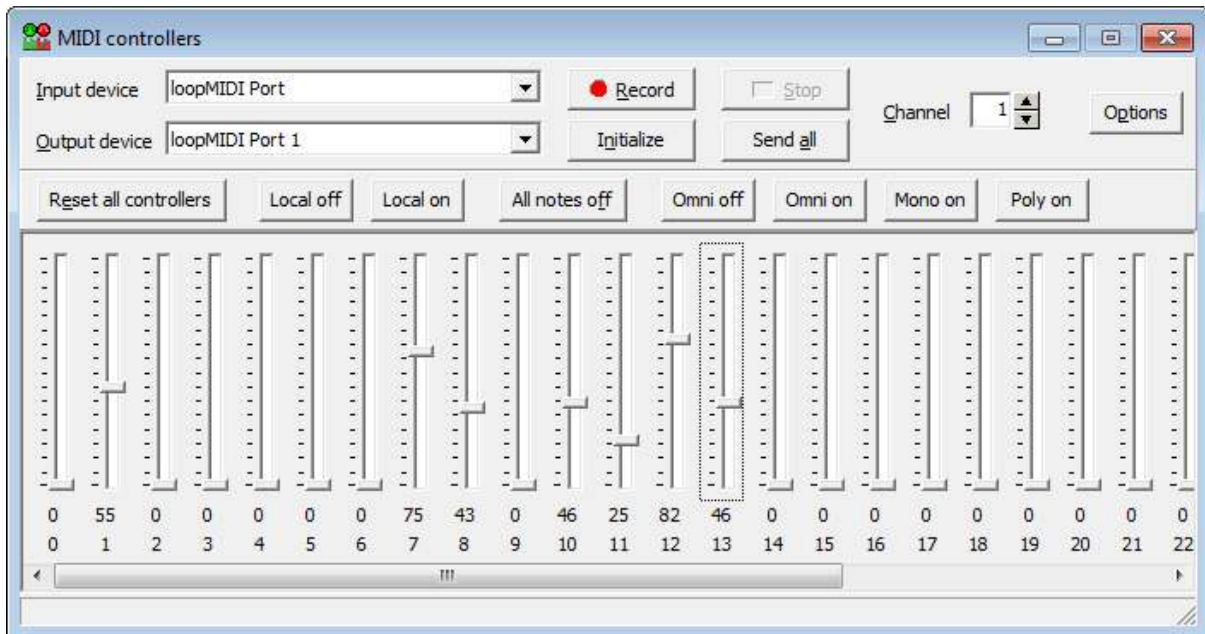 MIDI controllers
Input device loopMIDI Port Record Stop
Channel 1 Options
Output device loopMIDI Port 1 Initialize Send all
Reset all controllers Local off Local on All notes off Omni off Omni on Mono on Poly on
0 55 0 0 0 0 0 75 43 0 46 25 82 46 0 0 0 0 0 0 0 0 0
0 1 2 3 4 5 6 7 8 9 10 11 12 13 14 15 16 17 18 19 20 21 22